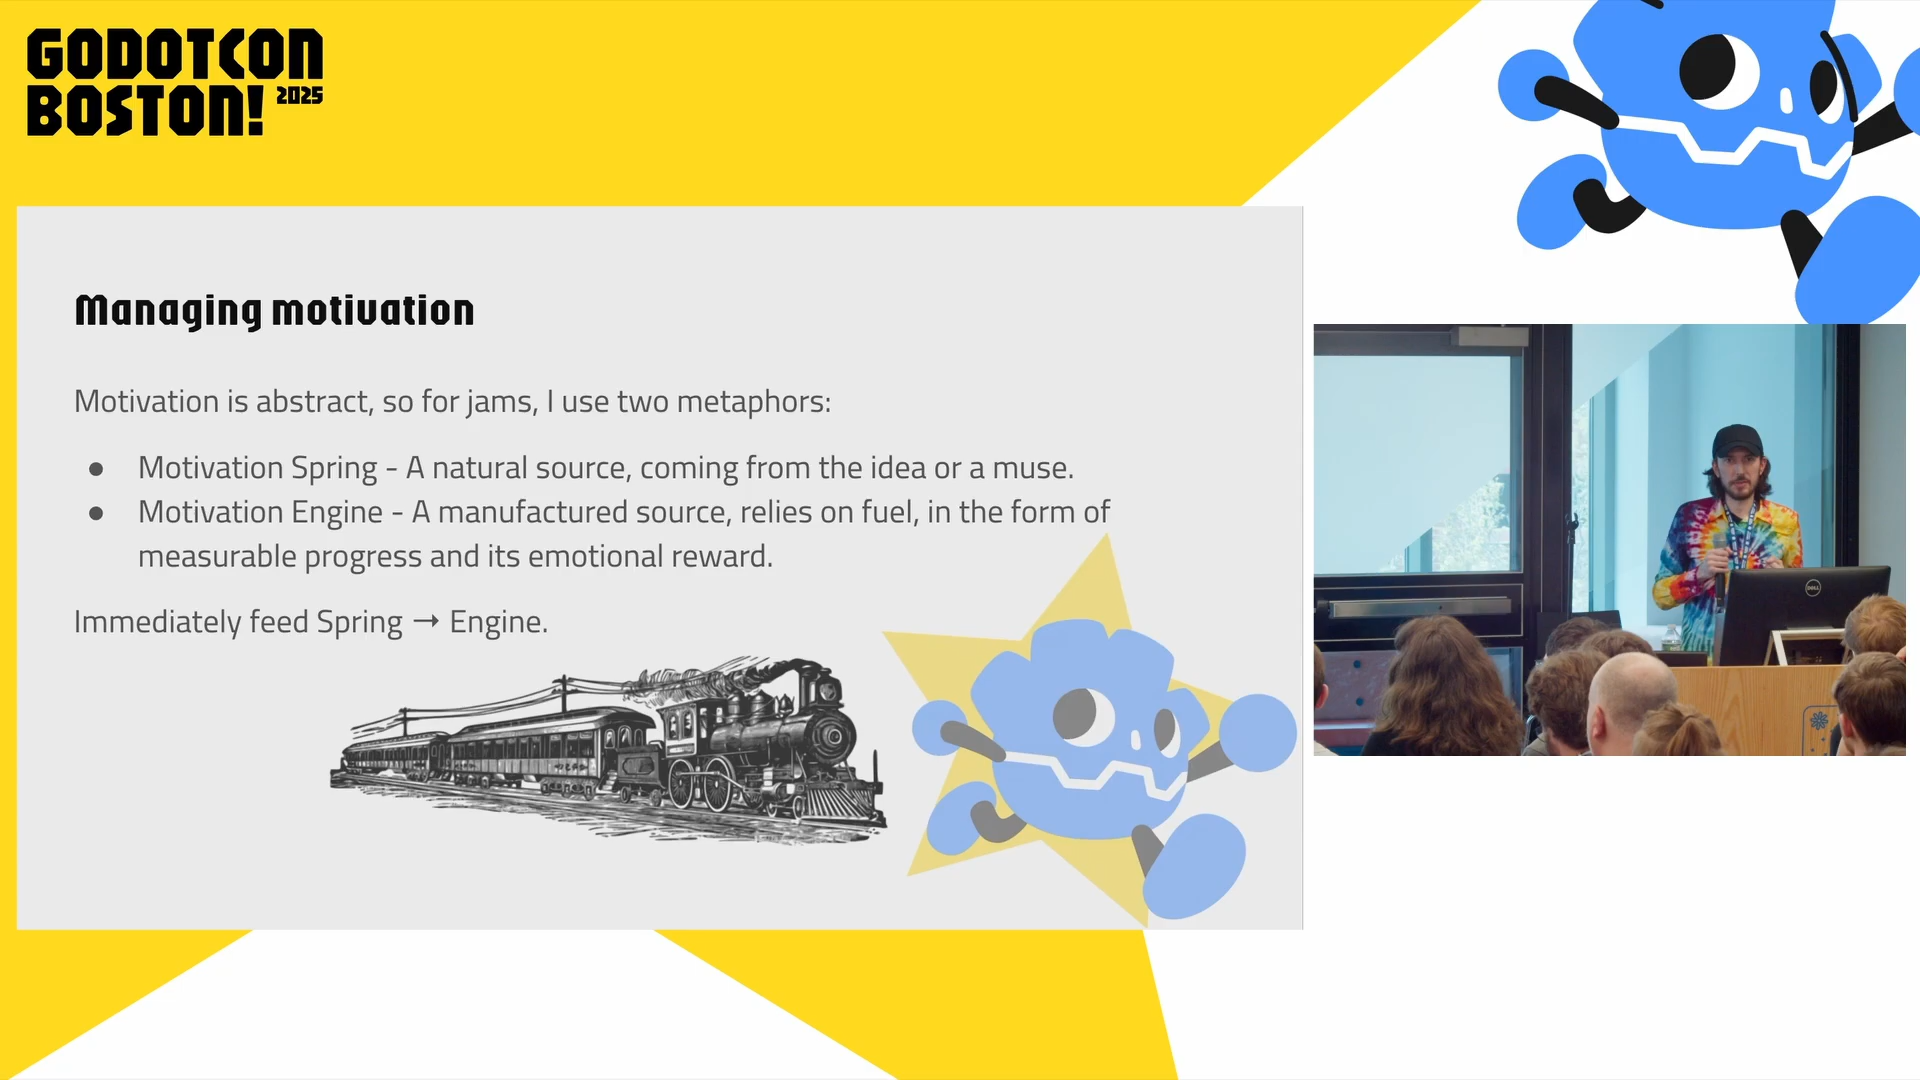 GODOTCON
BOSTON! 2025
Managing motivation
Motivation is abstract, so for jams, I use two metaphors:
● Motivation Spring - A natural source, coming from the idea or a muse.
● Motivation Engine - A manufactured source, relies on fuel, in the form of
measurable progress and its emotional reward.
Immediately feed Spring → Engine.
DELL